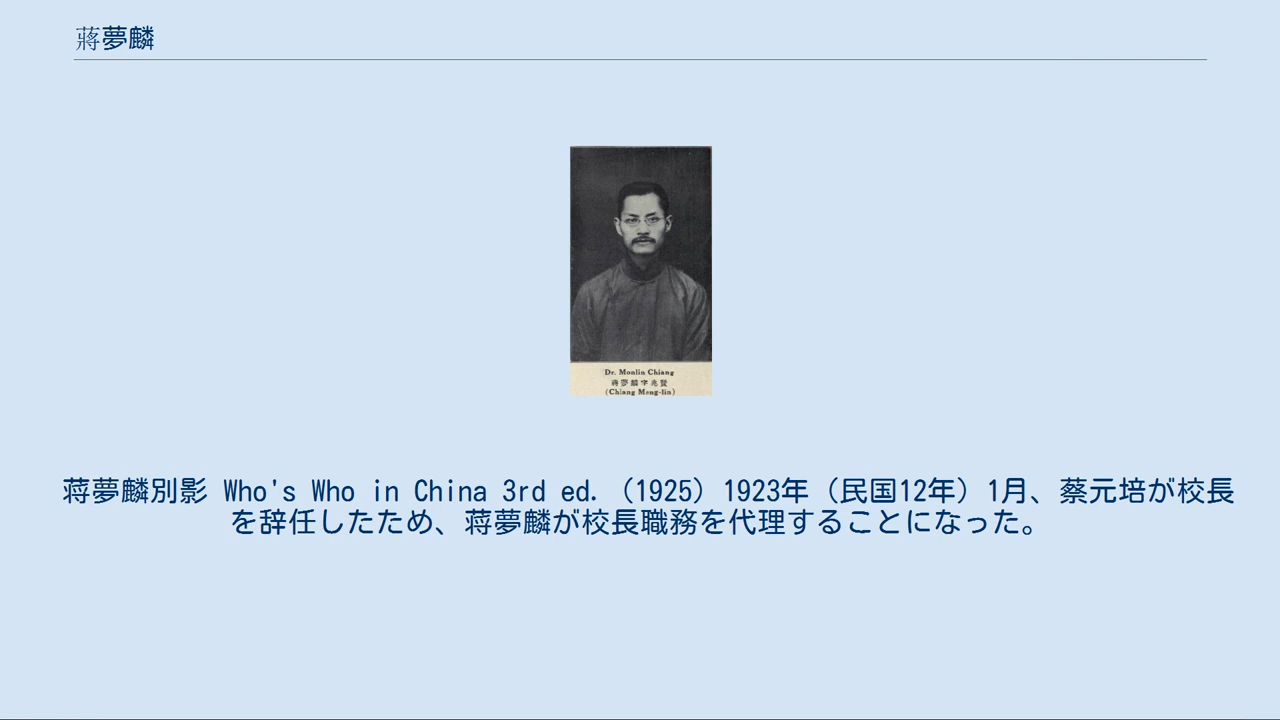 蔣夢麟
Dr. Monlin Chiang
蔣夢麟字兆賢
(Chiang Meng-lin)
蒋夢麟別影 Who's Who in China 3rd ed. (1925) 1923年（民国12年）1月、蔡元培が校長
を辞任したため、蒋夢麟が校長職務を代理することになった。